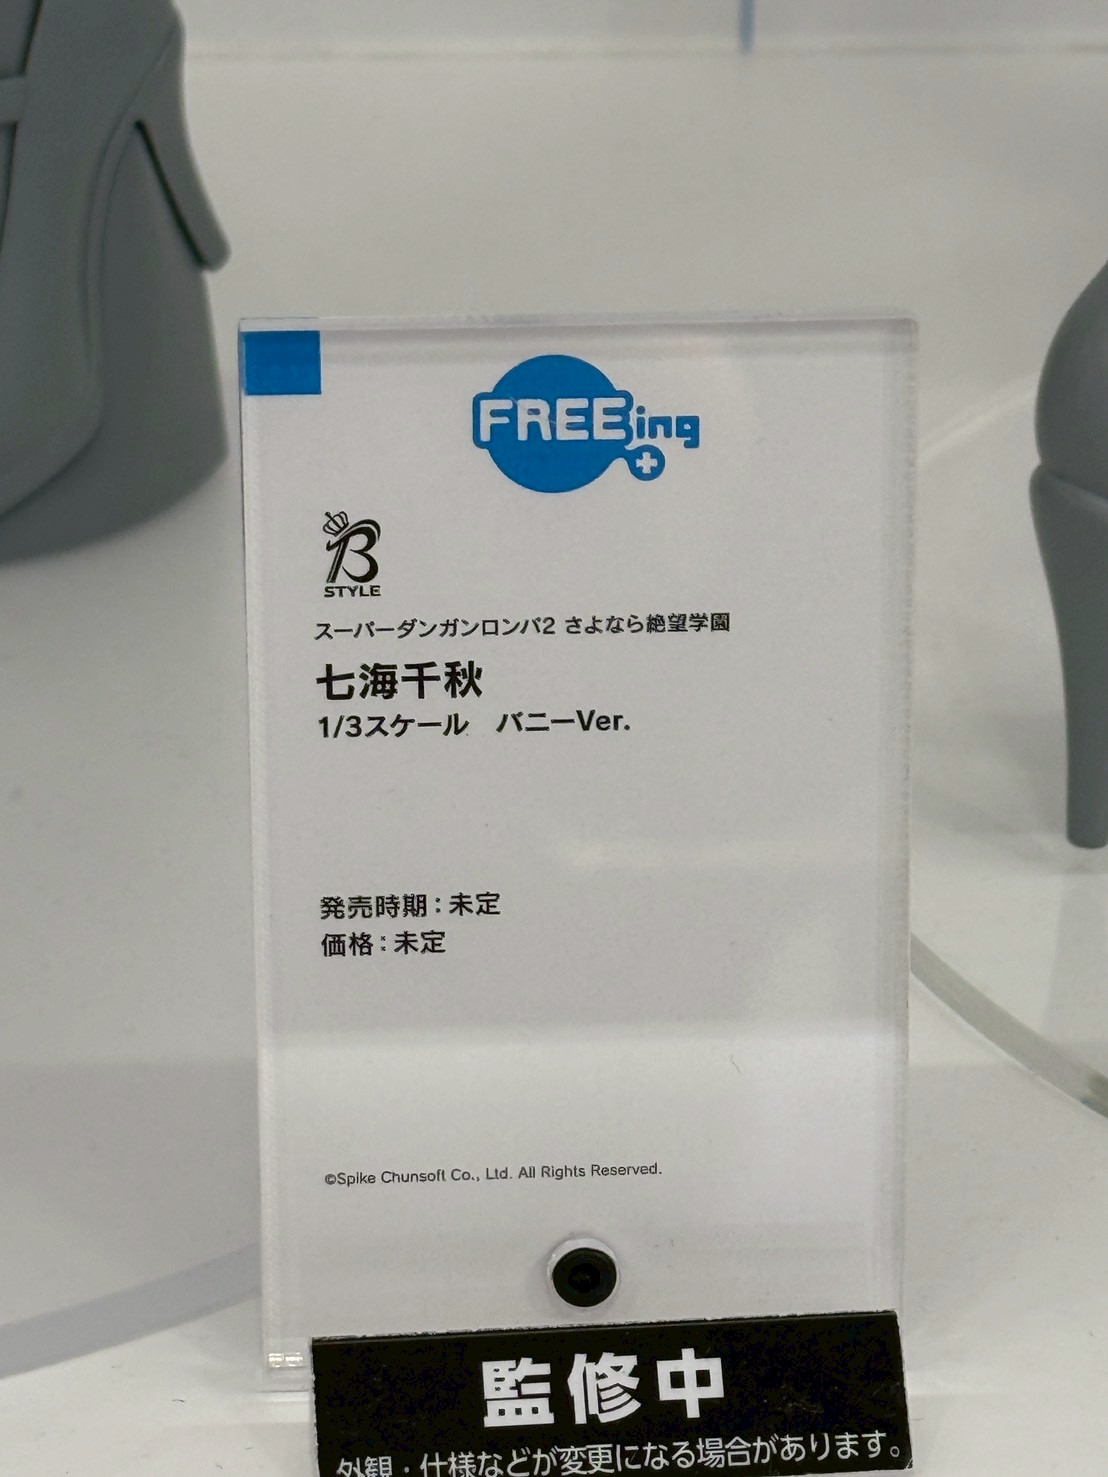 FREEing
B
STYLE
スーパーダンガンロンパ2 さよなら絶望学園
七海千秋
1/3スケール　バニーVer.
発売時期：未定
価格：未定
©Spike Chunsoft Co., Ltd. All Rights Reserved.
監修中
外観・仕様などが変更になる場合があります。